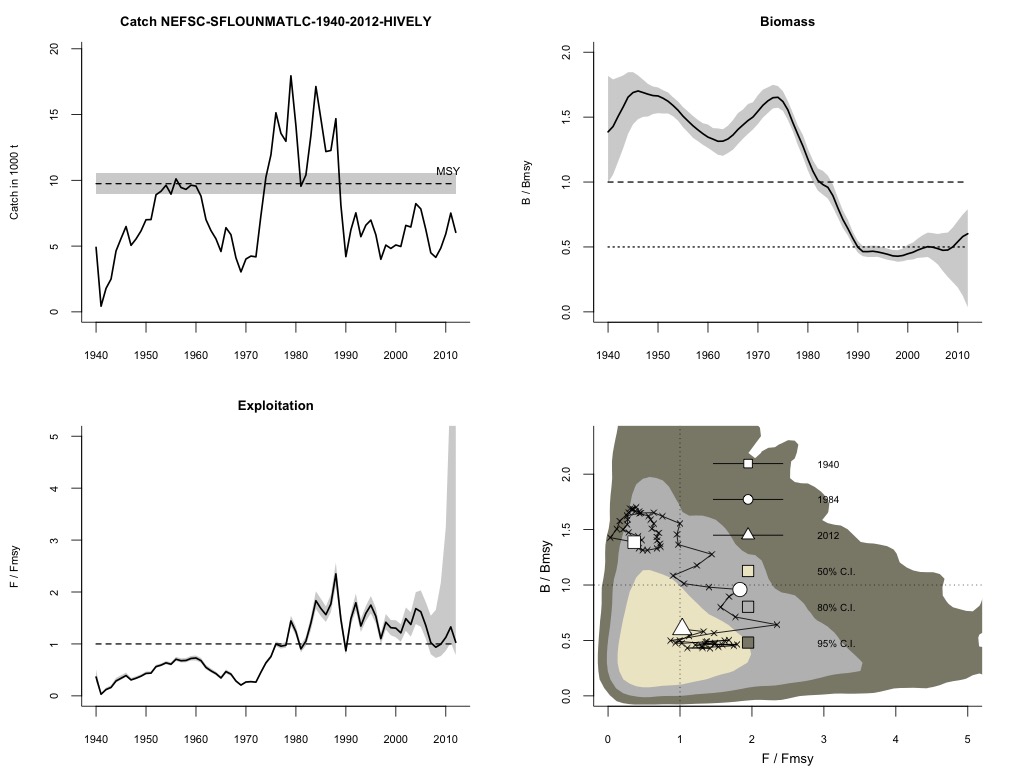 Catch NEFSC-SFLOUNMATLC-1940-2012-HIVELY
Catch in 1000 t
20
15
10
5
0
MSY
1940 1950 1960 1970 1980 1990 2000 2010
Biomass
B / Bmsy
2.0
1.5
1.0
0.5
0.0
1940 1950 1960 1970 1980 1990 2000 2010
Exploitation
F / Fmsy
5
4
3
2
1
0
1940 1950 1960 1970 1980 1990 2000 2010
B / Bmsy
2.0
1.5
1.0
0.5
0.0
1940
1984
2012
50% C.I.
80% C.I.
95% C.I.
0 1 2 3 4 5
F / Fmsy